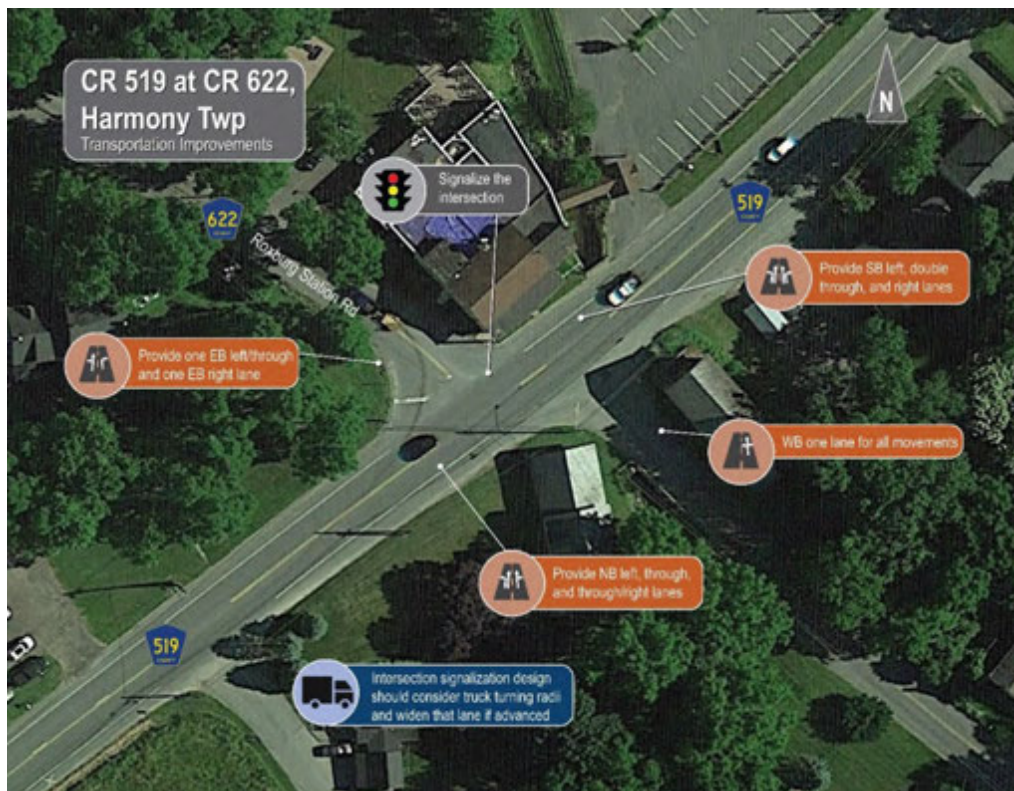 CR 519 at CR 622,
Harmony Twp
Transportation Improvements
N
Signalize the
intersection
519
622
Roxburg Station Rd
Provide SB left, double
through, and right lanes
Provide one EB left/through
and one EB right lane
WB one lane for all movements
Provide NB left, through,
and through/right lanes
519
Intersection signalization design
should consider truck turning radii
and widen that lane if advanced